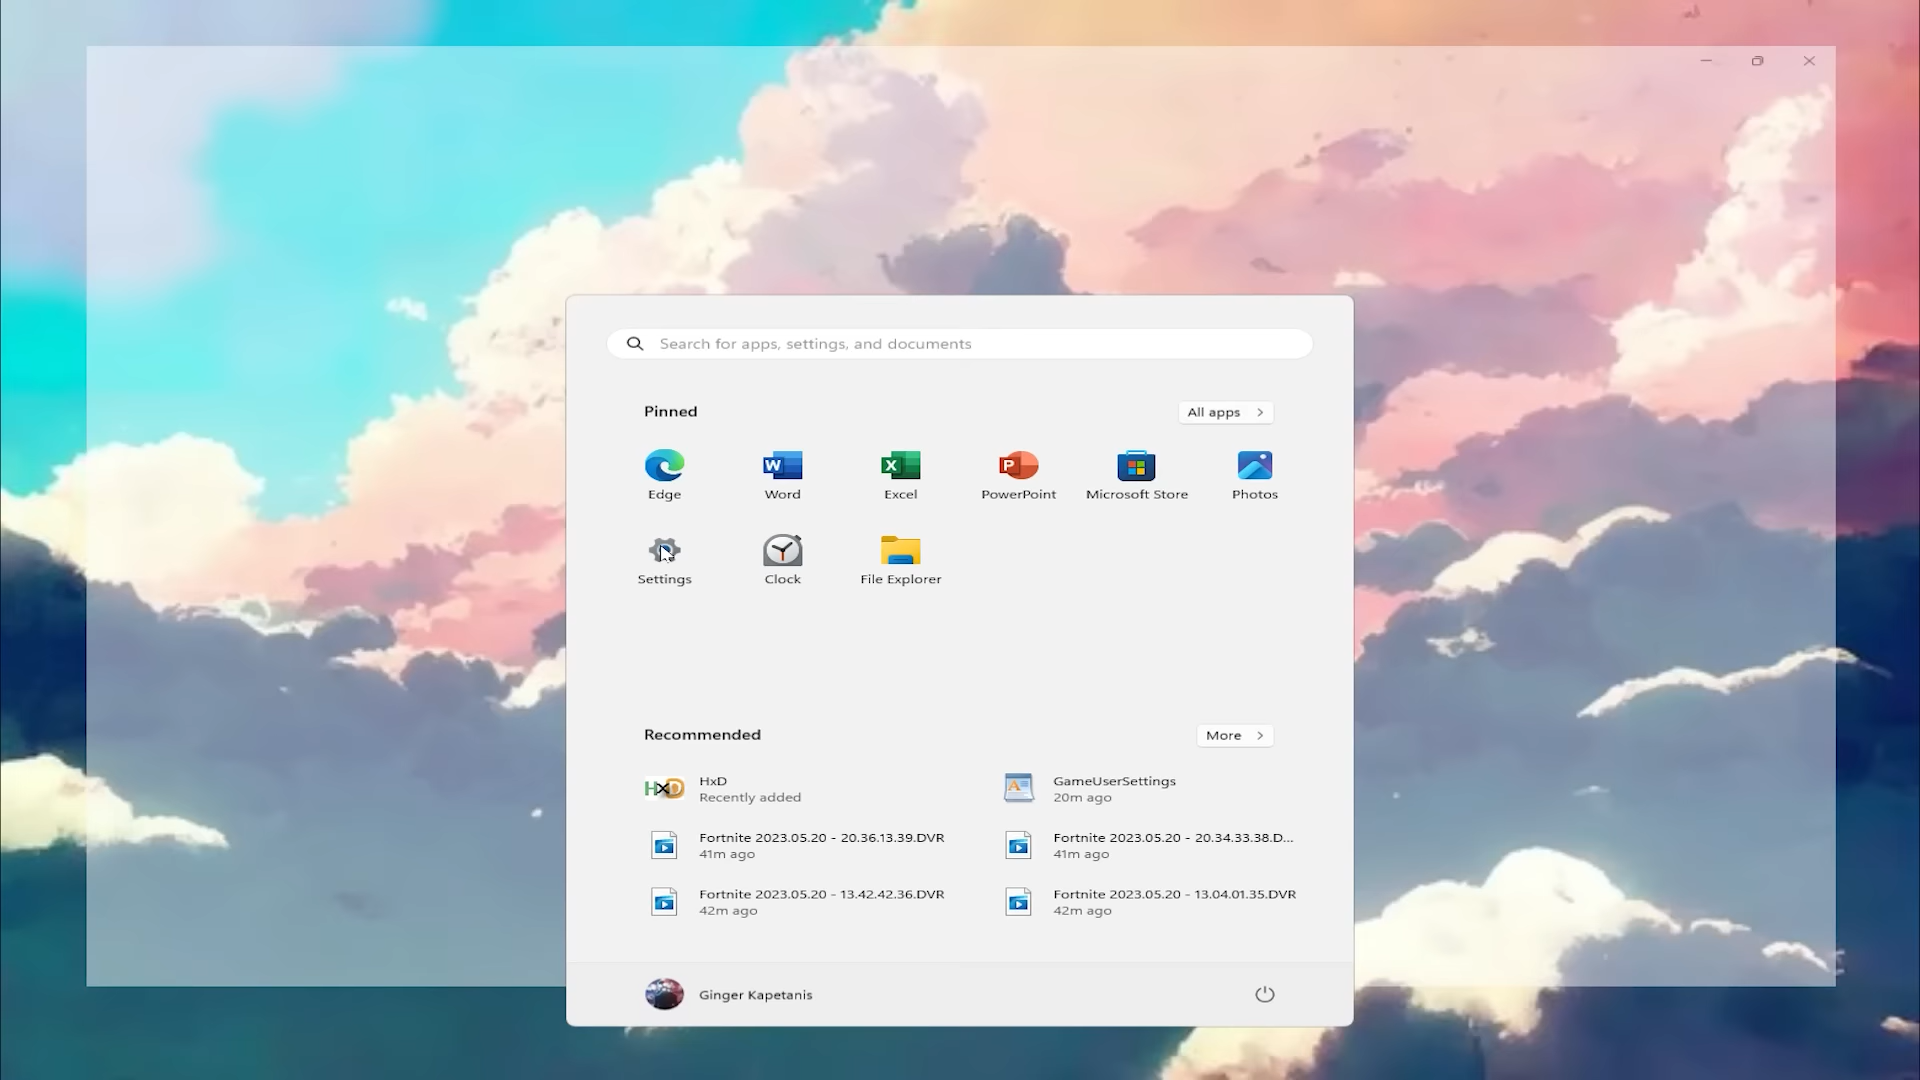 Search for apps, settings, and documents
Pinned
All apps
Edge
Word
Excel
PowerPoint
Microsoft Store
Photos
Settings
Clock
File Explorer
Recommended
More
HxD
Recently added
GameUserSettings
20m ago
Fortnite 2023.05.20 - 20.36.13.39.DVR
41m ago
Fortnite 2023.05.20 - 20.34.33.38.D...
41m ago
Fortnite 2023.05.20 - 13.42.42.36.DVR
42m ago
Fortnite 2023.05.20 - 13.04.01.35.DVR
42m ago
Ginger Kapetanis